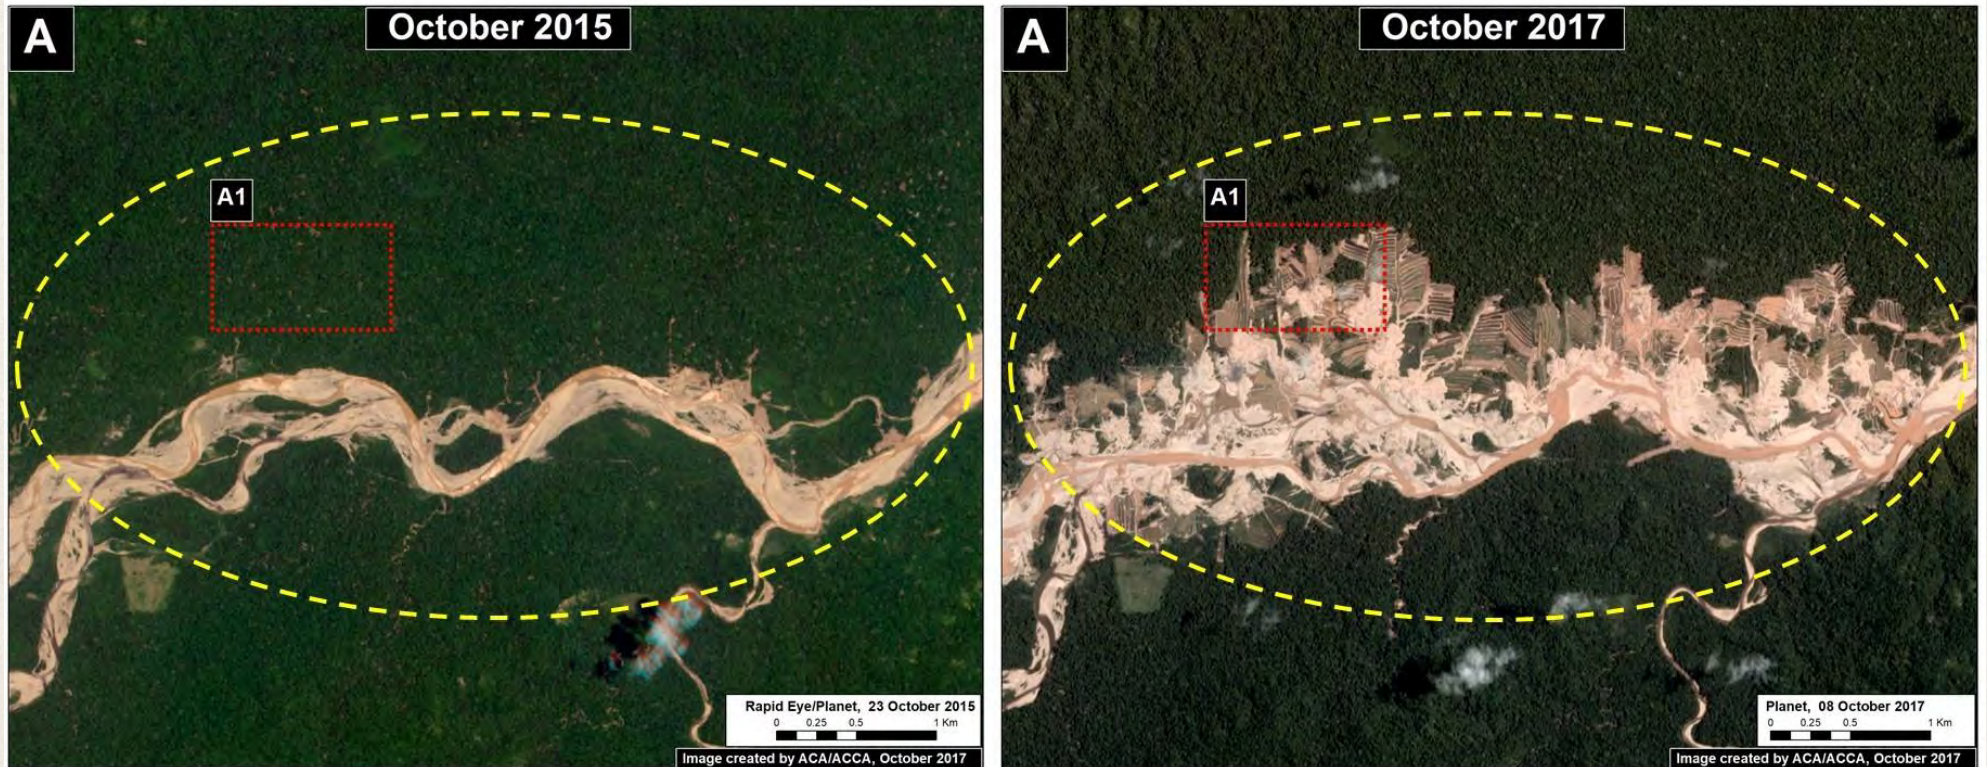 A
October 2015
A1
Rapid Eye/Planet, 23 October 2015
0 0.25 0.5 1 Km
Image created by ACA/ACCA, October 2017
A
October 2017
A1
Planet, 08 October 2017
0 0.25 0.5 1 Km
Image created by ACA/ACCA, October 2017